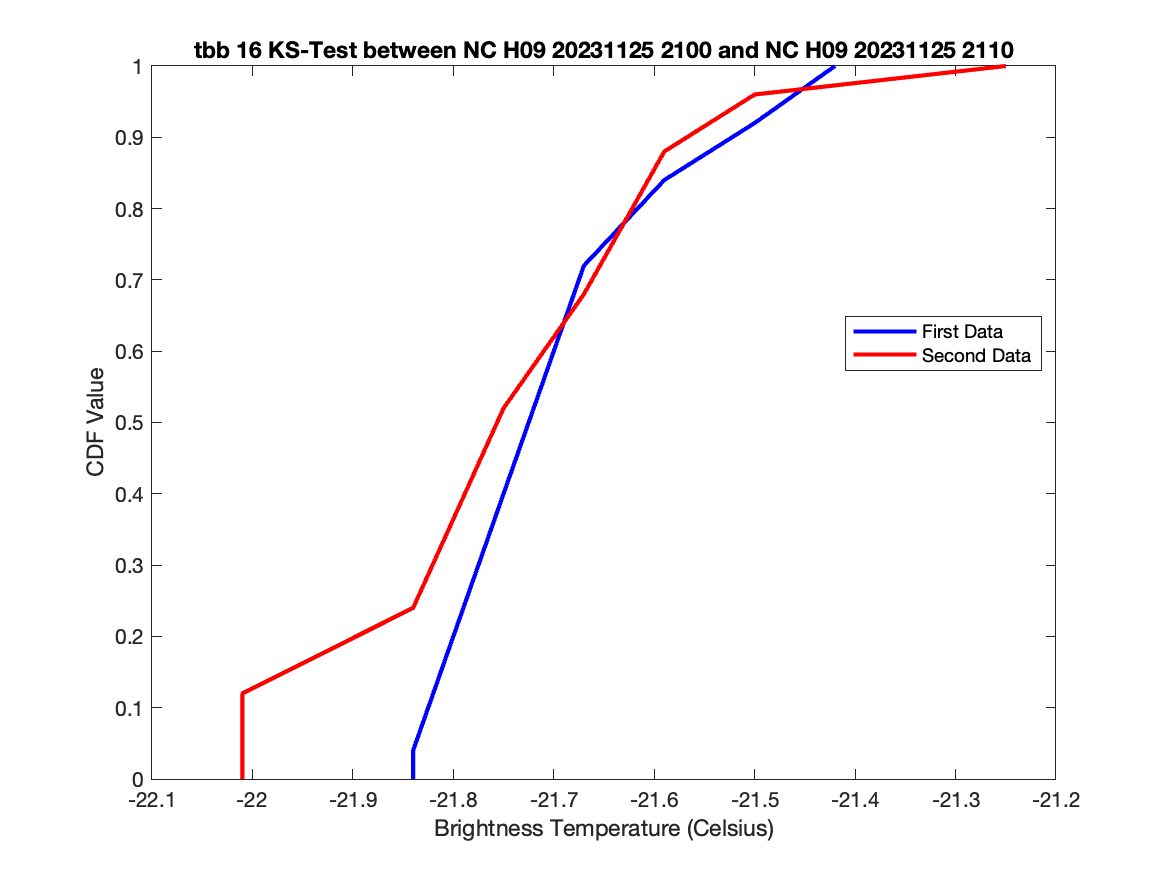 tbb 16 KS-Test between NC H09 20231125 2100 and NC H09 20231125 2110
1
0.9
0.8
0.7
0.6
0.5
0.4
0.3
0.2
0.1
0
CDF Value
First Data
Second Data
-22.1 -22 -21.9 -21.8 -21.7 -21.6 -21.5 -21.4 -21.3 -21.2
Brightness Temperature (Celsius)